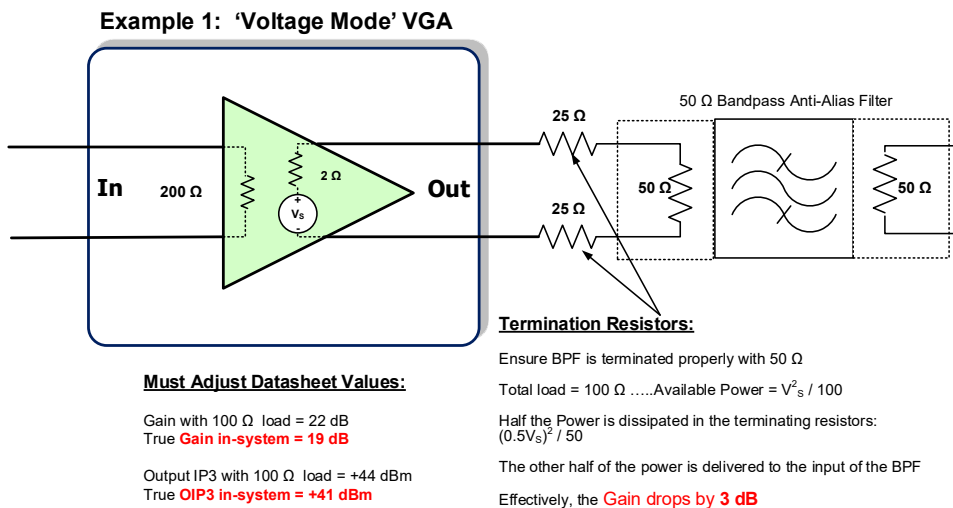 Example 1: ‘Voltage Mode’ VGA
In
200 Ω
2 Ω
+
Vs
-
Out
25 Ω
25 Ω
50 Ω Bandpass Anti-Alias Filter
50 Ω
50 Ω
Must Adjust Datasheet Values:
Gain with 100 Ω load = 22 dB
True Gain in-system = 19 dB
Output IP3 with 100 Ω load = +44 dBm
True OIP3 in-system = +41 dBm
Termination Resistors:
Ensure BPF is terminated properly with 50 Ω
Total load = 100 Ω .....Available Power = V²s / 100
Half the Power is dissipated in the terminating resistors:
(0.5Vs)² / 50
The other half of the power is delivered to the input of the BPF
Effectively, the Gain drops by 3 dB